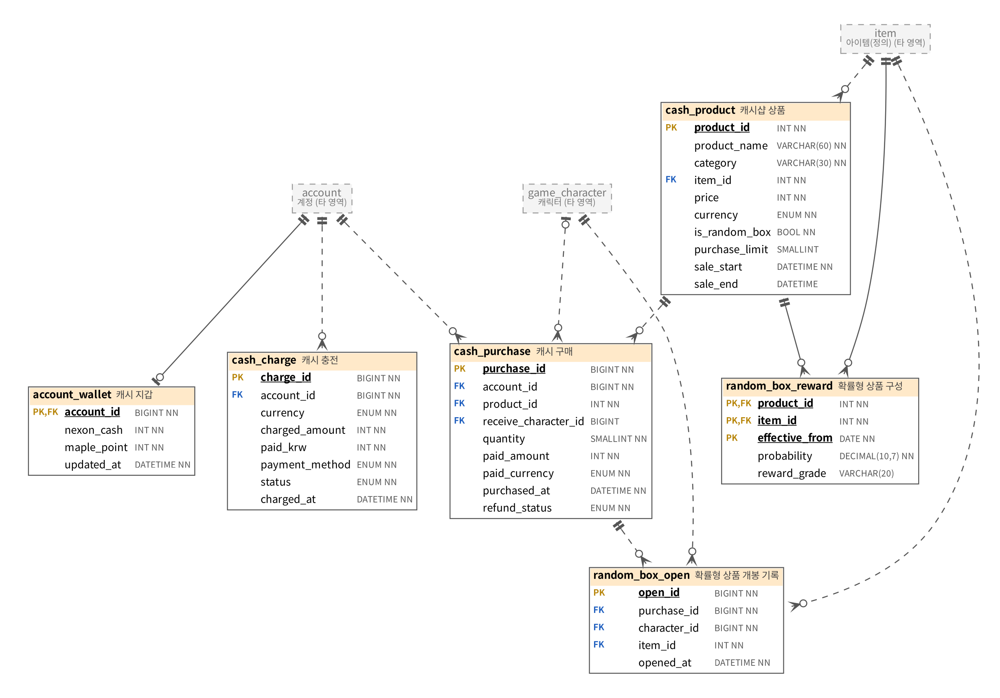 item
아이템(정의) (타 영역)
cash_product 캐시샵 상품
PK product_id INT NN
product_name VARCHAR(60) NN
category VARCHAR(30) NN
FK item_id INT NN
price INT NN
currency ENUM NN
is_random_box BOOL NN
purchase_limit SMALLINT
sale_start DATETIME NN
sale_end DATETIME
account
계정 (타 영역)
game_character
캐릭터 (타 영역)
account_wallet 캐시 지갑
PK,FK account_id BIGINT NN
nexon_cash INT NN
maple_point INT NN
updated_at DATETIME NN
cash_charge 캐시 충전
PK charge_id BIGINT NN
FK account_id BIGINT NN
currency ENUM NN
charged_amount INT NN
paid_krw INT NN
payment_method ENUM NN
status ENUM NN
charged_at DATETIME NN
cash_purchase 캐시 구매
PK purchase_id BIGINT NN
FK account_id BIGINT NN
FK product_id INT NN
FK receive_character_id BIGINT
quantity SMALLINT NN
paid_amount INT NN
paid_currency ENUM NN
purchased_at DATETIME NN
refund_status ENUM NN
random_box_reward 확률형 상품 구성
PK,FK product_id INT NN
PK,FK item_id INT NN
PK effective_from DATE NN
probability DECIMAL(10,7) NN
reward_grade VARCHAR(20)
random_box_open 확률형 상품 개봉 기록
PK open_id BIGINT NN
FK purchase_id BIGINT NN
FK character_id BIGINT NN
FK item_id INT NN
opened_at DATETIME NN